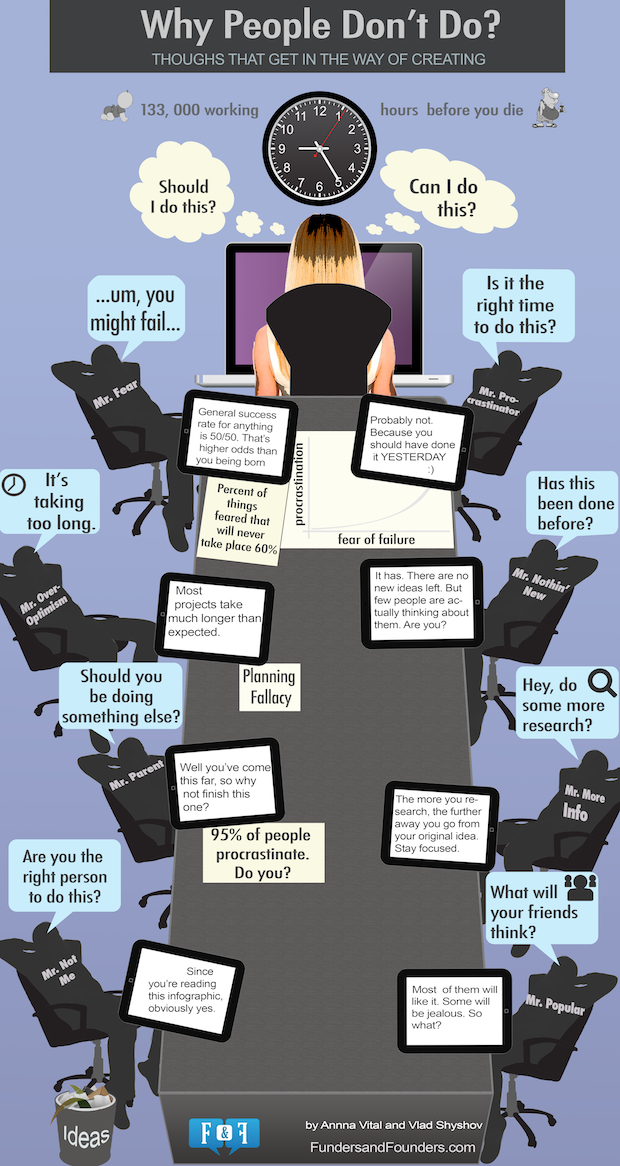 Why People Don't Do?
THOUGHS THAT GET IN THE WAY OF CREATING
133, 000 working
hours before you die
11 12 1
10 2
9 3
8 4
7 6 5
Should
I do this?
Can I do
this?
...um, you
might fail...
Is it the
right time
to do this?
Mr. Fear
Mr. Pro-
crastinator
General success
rate for anything
is 50/50. That's
higher odds than
you being born
Probably not.
Because you
should have done
it YESTERDAY
:)
Percent of
things
feared that
will never
take place 60%
procrastination
fear of failure
It's
taking
too long.
Has this
been done
before?
Mr. Over-
Optimism
Mr. Nothin'
New
Most
projects take
much longer than
expected.
It has. There are no
new ideas left. But
few people are ac-
tually thinking about
them. Are you?
Planning
Fallacy
Should you
be doing
something else?
Hey, do
some more
research?
Mr. Parent
Mr. More
Info
Well you've come
this far, so why
not finish this
one?
The more you re-
search, the further
away you go from
your original idea.
Stay focused.
95% of people
procrastinate.
Do you?
Are you the
right person
to do this?
What will
your friends
think?
Mr. Not
Me
Mr. Popular
Since
you're reading
this infographic,
obviously yes.
Most of them will
like it. Some will
be jealous. So
what?
Ideas
F & F
by Annna Vital and Vlad Shyshov
FundersandFounders.com